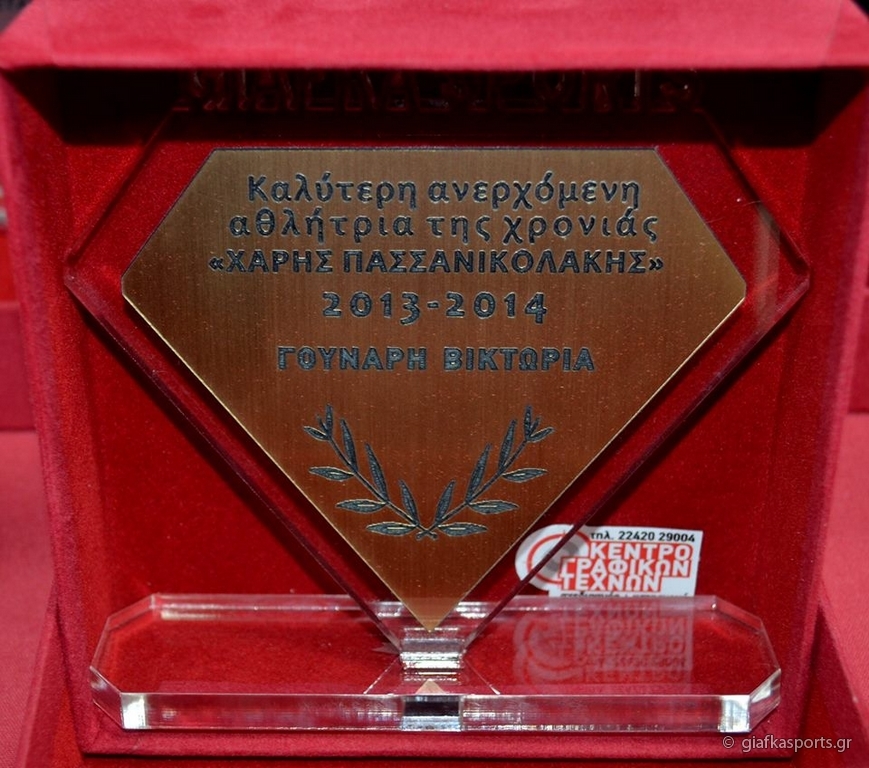 Καλύτερη ανερχόμενη
αθλήτρια της χρονιάς
«ΧΑΡΗΣ ΠΑΣΣΑΝΙΚΟΛΑΚΗΣ»
2013-2014
ΓΟΥΝΑΡΗ ΒΙΚΤΩΡΙΑ
τηλ. 22420 29004
ΚΕΝΤΡΟ
ΓΡΑΦΙΚΩΝ
ΤΕΧΝΩΝ
© giafkasports.gr